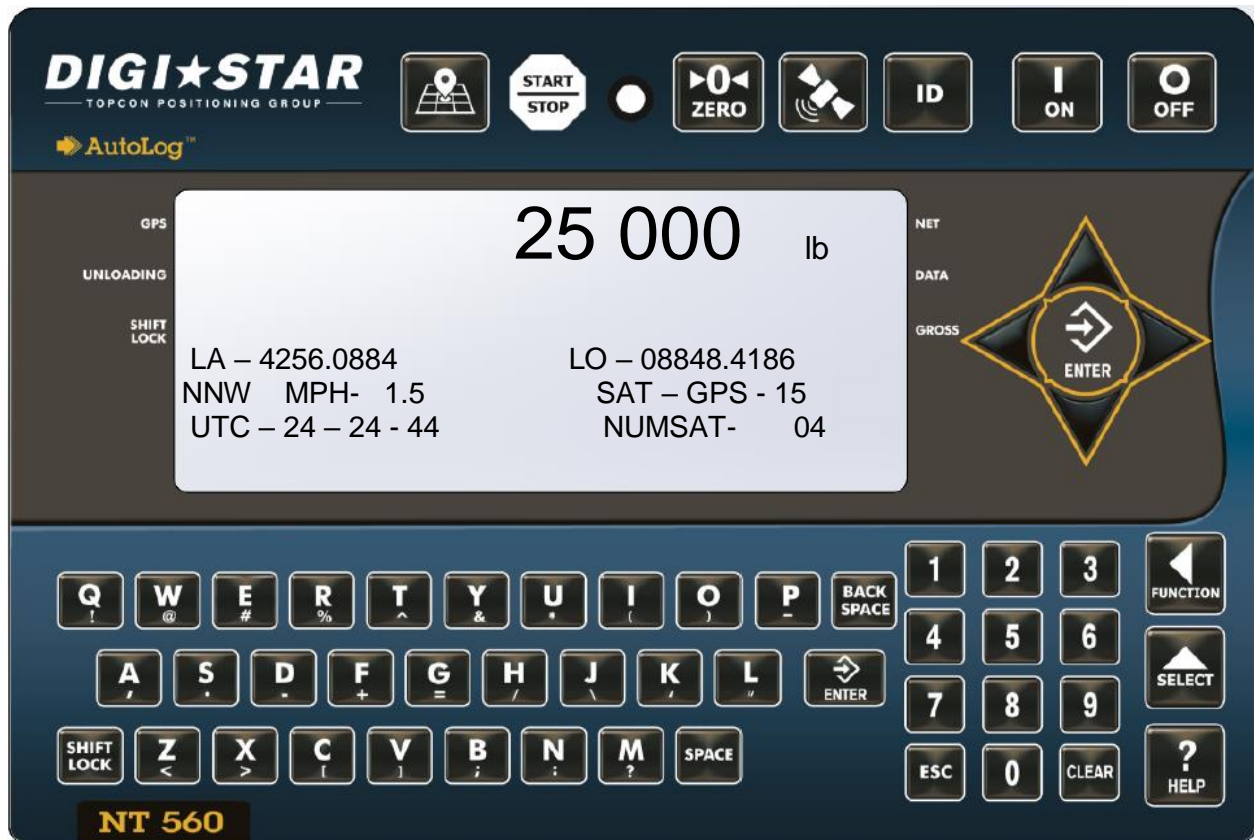 DIGI★STAR
TOPCON POSITIONING GROUP
AutoLog™
START
STOP
►0◄
ZERO
ID
I
ON
O
OFF
GPS
UNLOADING
SHIFT
LOCK
25 000 lb
LA – 4256.0884 LO – 08848.4186
NNW MPH- 1.5 SAT – GPS - 15
UTC – 24 – 24 - 44 NUMSAT- 04
NET
DATA
GROSS
ENTER
Q ! W @ E # R % T ^ Y & U * I ( O ) P – BACK SPACE
A , S . D - F + G = H / J \ K ' L " ENTER
SHIFT LOCK Z < X > C [ V ] B ; N : M ? SPACE
1 2 3
4 5 6
7 8 9
ESC 0 CLEAR
FUNCTION
SELECT
?
HELP
NT 560